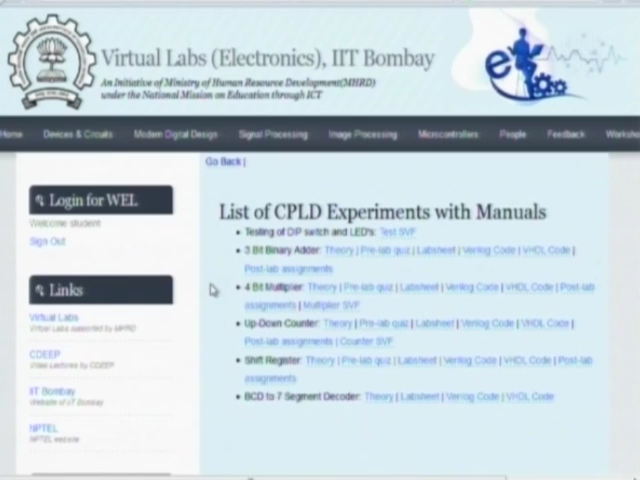 Virtual Labs (Electronics), IIT Bombay
An Initiative of Ministry of Human Resource Development(MHRD)
under the National Mission on Education through ICT
Home Devices & Circuits Modern Digital Design Signal Processing Image Processing Microcontrollers People Feedback Worksho
Go Back |
Login for WEL
Welcome student
Sign Out
Links
Virtual Labs
Virtual Labs supported by MHRD
CDEEP
Video Lectures by CDEEP
IIT Bombay
Website of IIT Bombay
NPTEL
NPTEL website
List of CPLD Experiments with Manuals
Testing of DIP switch and LED's: Test SVF
3 Bit Binary Adder: Theory | Pre-lab quiz | Labsheet | Verilog Code | VHDL Code |
Post-lab assignments
4 Bit Multiplier: Theory | Pre-lab quiz | Labsheet | Verilog Code | VHDL Code | Post-lab
assignments | Multiplier SVF
Up-Down Counter: Theory | Pre-lab quiz | Labsheet | Verilog Code | VHDL Code |
Post-lab assignments | Counter SVF
Shift Register: Theory | Pre-lab quiz | Labsheet | Verilog Code | VHDL Code | Post-lab
assignments
BCD to 7 Segment Decoder: Theory | Labsheet | Verilog Code | VHDL Code